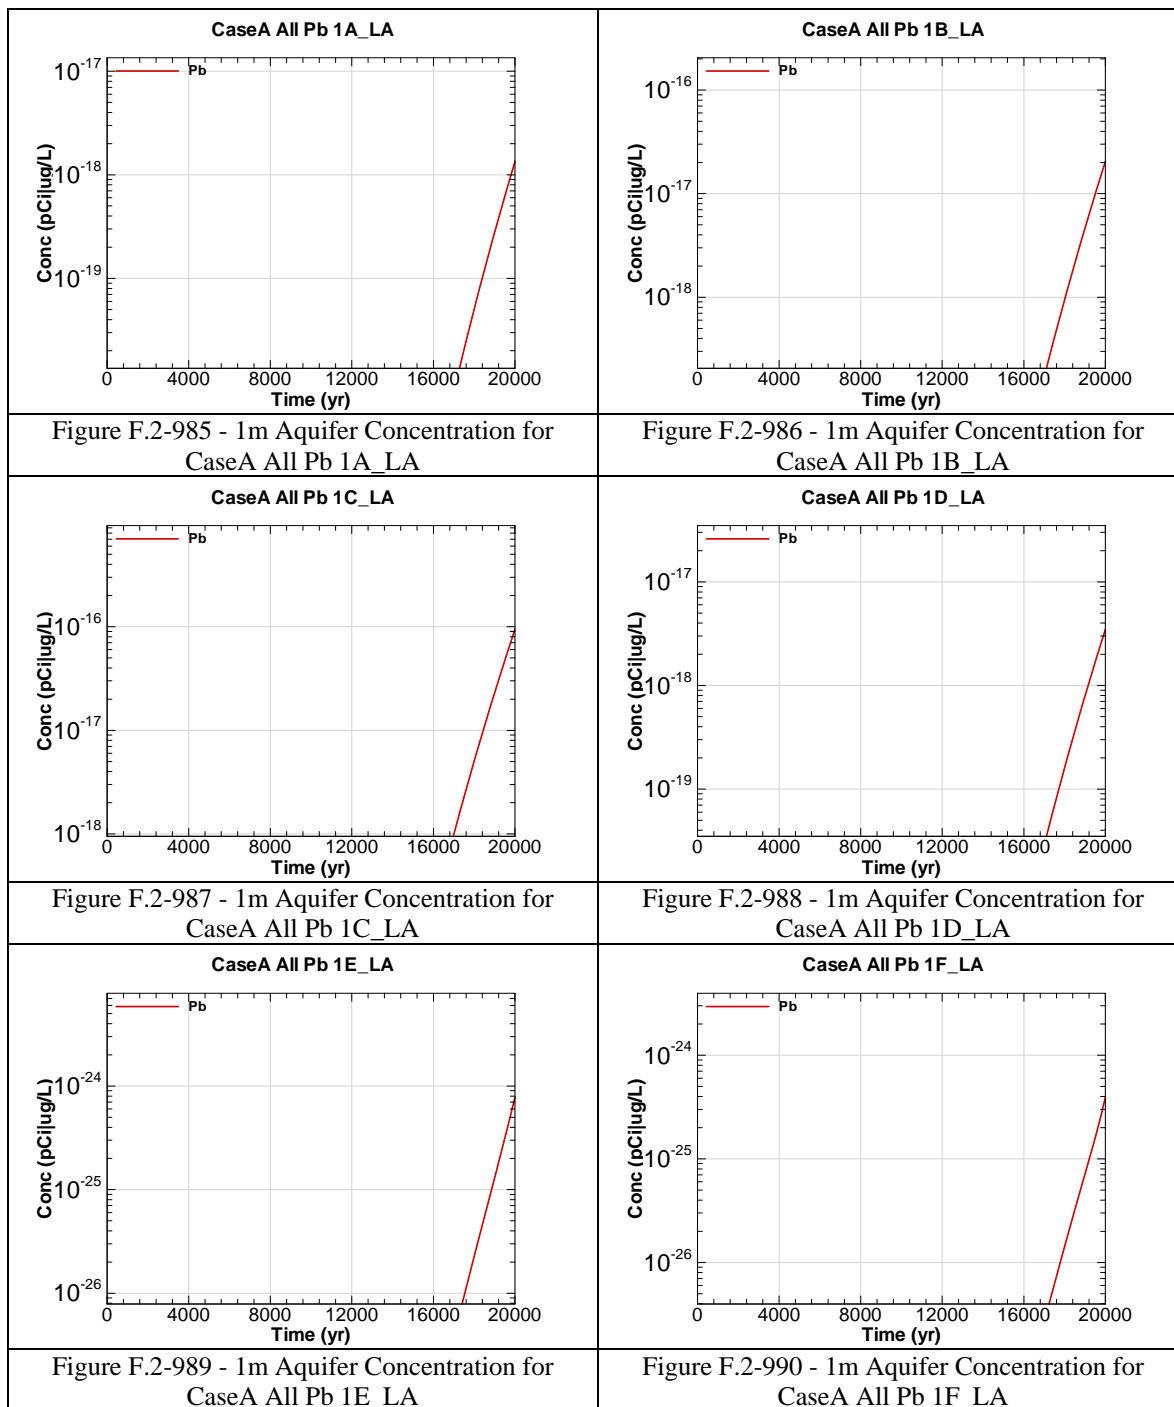 CaseA All Pb 1A_LA
Pb
10-17
10-18
10-19
Conc (pCi|ug/L)
0 4000 8000 12000 16000 20000
Time (yr)
Figure F.2-985 - 1m Aquifer Concentration for
CaseA All Pb 1A_LA
CaseA All Pb 1B_LA
Pb
10-16
10-17
10-18
Conc (pCi|ug/L)
0 4000 8000 12000 16000 20000
Time (yr)
Figure F.2-986 - 1m Aquifer Concentration for
CaseA All Pb 1B_LA
CaseA All Pb 1C_LA
Pb
10-16
10-17
10-18
Conc (pCi|ug/L)
0 4000 8000 12000 16000 20000
Time (yr)
Figure F.2-987 - 1m Aquifer Concentration for
CaseA All Pb 1C_LA
CaseA All Pb 1D_LA
Pb
10-17
10-18
10-19
Conc (pCi|ug/L)
0 4000 8000 12000 16000 20000
Time (yr)
Figure F.2-988 - 1m Aquifer Concentration for
CaseA All Pb 1D_LA
CaseA All Pb 1E_LA
Pb
10-24
10-25
10-26
Conc (pCi|ug/L)
0 4000 8000 12000 16000 20000
Time (yr)
Figure F.2-989 - 1m Aquifer Concentration for
CaseA All Pb 1E_LA
CaseA All Pb 1F_LA
Pb
10-24
10-25
10-26
Conc (pCi|ug/L)
0 4000 8000 12000 16000 20000
Time (yr)
Figure F.2-990 - 1m Aquifer Concentration for
CaseA All Pb 1F_LA